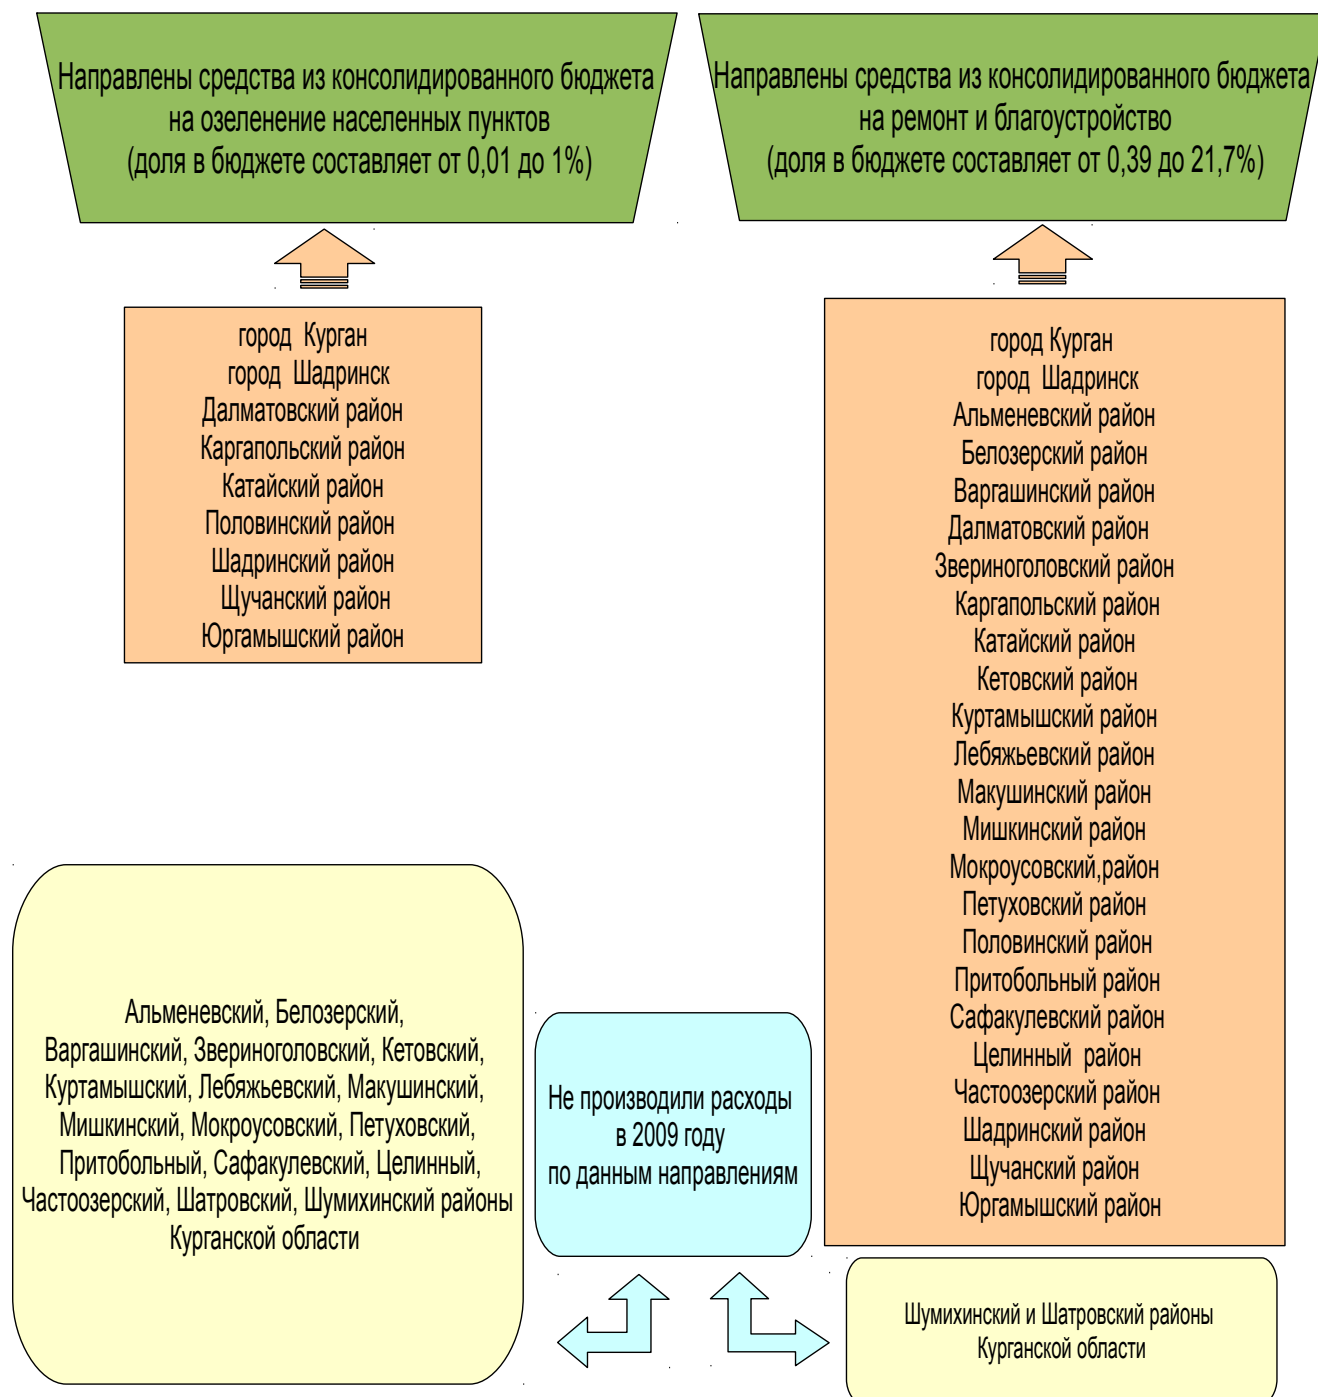 Направлены средства из консолидированного бюджета
на озеленение населенных пунктов
(доля в бюджете составляет от 0,01 до 1%)
Направлены средства из консолидированного бюджета
на ремонт и благоустройство
(доля в бюджете составляет от 0,39 до 21,7%)
город Курган
город Шадринск
Далматовский район
Каргапольский район
Катайский район
Половинский район
Шадринский район
Щучанский район
Юргамышский район
город Курган
город Шадринск
Альменевский район
Белозерский район
Варгашинский район
Далматовский район
Звериноголовский район
Каргапольский район
Катайский район
Кетовский район
Куртамышский район
Лебяжьевский район
Макушинский район
Мишкинский район
Мокроусовский,район
Петуховский район
Половинский район
Притобольный район
Сафакулевский район
Целинный район
Частоозерский район
Шадринский район
Щучанский район
Юргамышский район
Альменевский, Белозерский,
Варгашинский, Звериноголовский, Кетовский,
Куртамышский, Лебяжьевский, Макушинский,
Мишкинский, Мокроусовский, Петуховский,
Притобольный, Сафакулевский, Целинный,
Частоозерский, Шатровский, Шумихинский районы
Курганской области
Не производили расходы
в 2009 году
по данным направлениям
Шумихинский и Шатровский районы
Курганской области